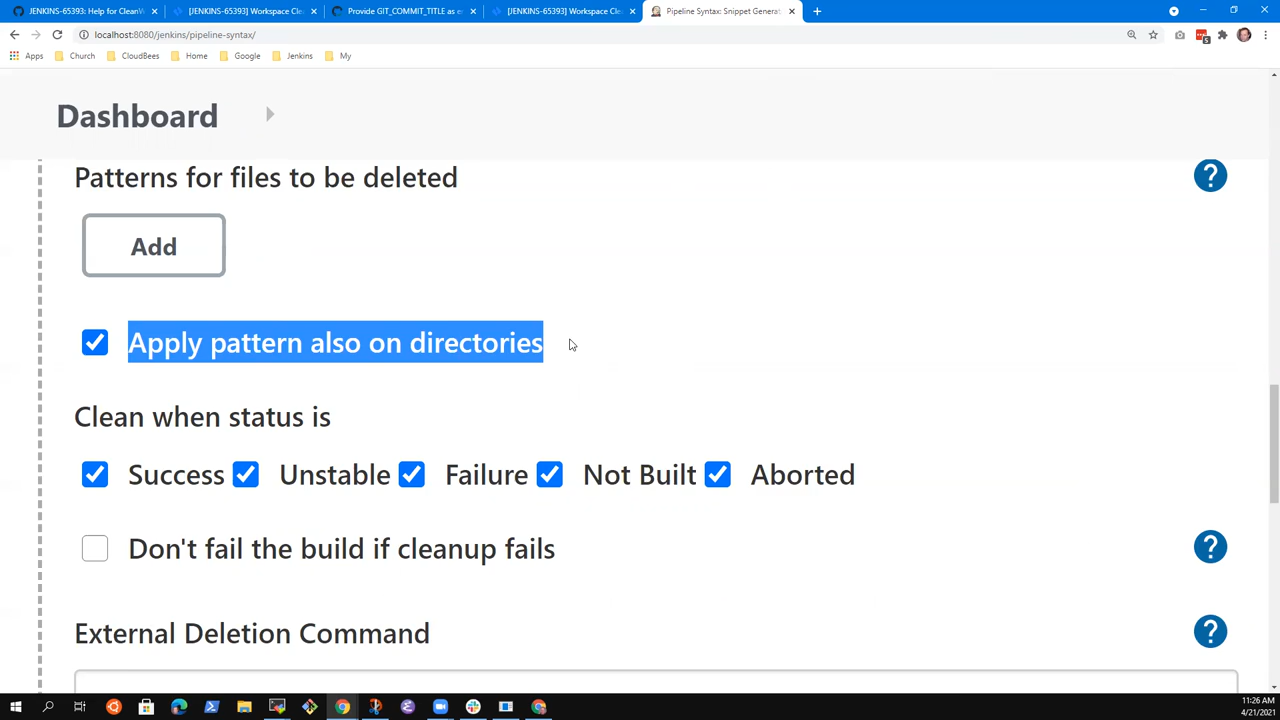 JENKINS-65393: Help for CleanW
[JENKINS-65393] Workspace Cle
Provide GIT_COMMIT_TITLE as e
[JENKINS-65393] Workspace Cle
Pipeline Syntax: Snippet Generat
localhost:8080/jenkins/pipeline-syntax/
5
Apps Church CloudBees Home Google Jenkins My
Dashboard
Patterns for files to be deleted
?
Add
Apply pattern also on directories
Clean when status is
Success Unstable Failure Not Built Aborted
Don't fail the build if cleanup fails
?
External Deletion Command
?
11:26 AM
4/21/2021